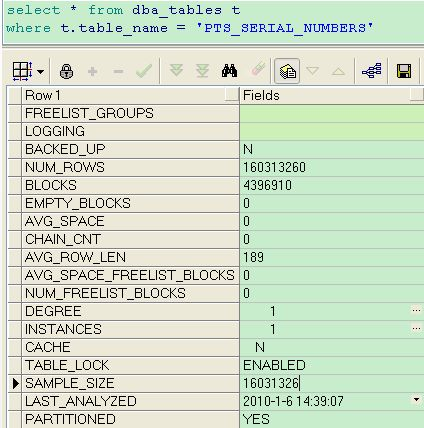 select * from dba_tables t
where t.table_name = 'PTS_SERIAL_NUMBERS'
Row 1 Fields
FREELIST_GROUPS
LOGGING
BACKED_UP N
NUM_ROWS 160313260
BLOCKS 4396910
EMPTY_BLOCKS 0
AVG_SPACE 0
CHAIN_CNT 0
AVG_ROW_LEN 189
AVG_SPACE_FREELIST_BLOCKS 0
NUM_FREELIST_BLOCKS 0
DEGREE 1 ...
INSTANCES 1 ...
CACHE N
TABLE_LOCK ENABLED
SAMPLE_SIZE 16031326
LAST_ANALYZED 2010-1-6 14:39:07
PARTITIONED YES